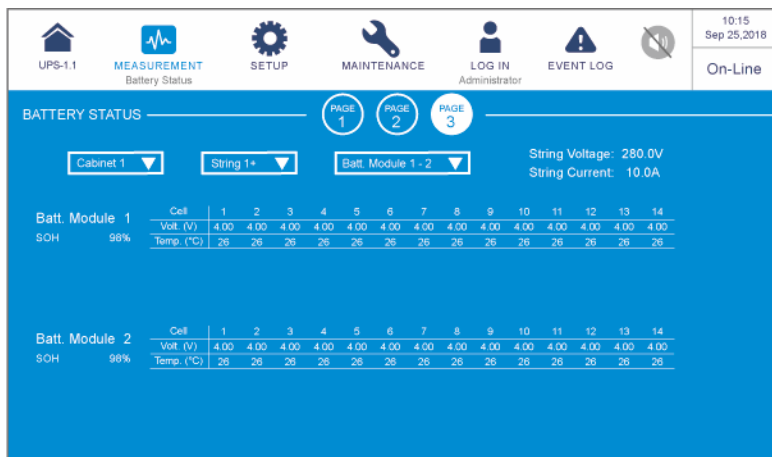 10:15
Sep 25,2018
UPS-1.1 MEASUREMENT SETUP MAINTENANCE LOG IN EVENT LOG
Battery Status Administrator
On-Line
BATTERY STATUS PAGE 1 PAGE 2 PAGE 3
Cabinet 1 String 1+ Batt. Module 1 - 2
String Voltage: 280.0V
String Current: 10.0A
Batt. Module 1
SOH 98%
Cell 1 2 3 4 5 6 7 8 9 10 11 12 13 14
Volt. (V) 4.00 4.00 4.00 4.00 4.00 4.00 4.00 4.00 4.00 4.00 4.00 4.00 4.00 4.00
Temp. (°C) 26 26 26 26 26 26 26 26 26 26 26 26 26 26
Batt. Module 2
SOH 98%
Cell 1 2 3 4 5 6 7 8 9 10 11 12 13 14
Volt. (V) 4.00 4.00 4.00 4.00 4.00 4.00 4.00 4.00 4.00 4.00 4.00 4.00 4.00 4.00
Temp. (°C) 26 26 26 26 26 26 26 26 26 26 26 26 26 26